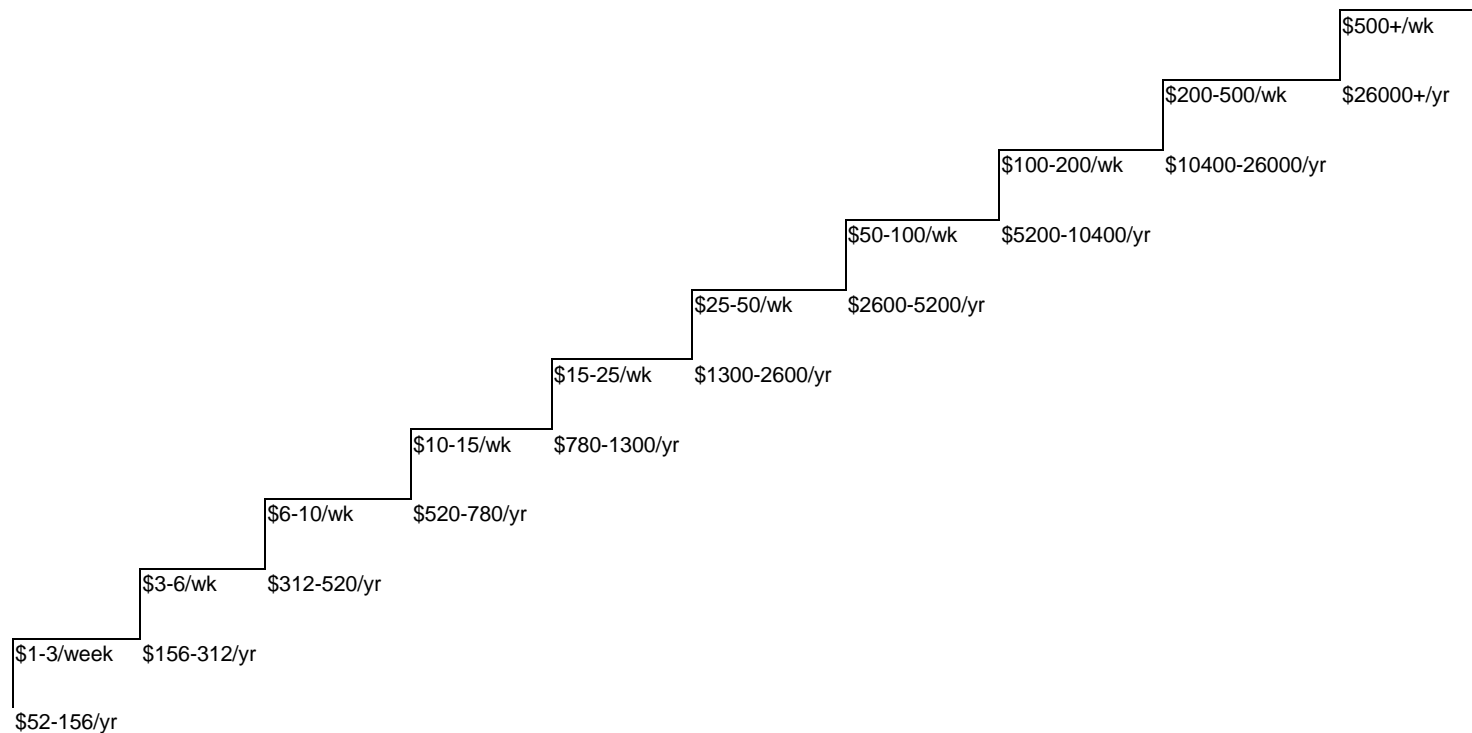 $500+/wk
$200-500/wk
$26000+/yr
$100-200/wk
$10400-26000/yr
$50-100/wk
$5200-10400/yr
$25-50/wk
$2600-5200/yr
$15-25/wk
$1300-2600/yr
$10-15/wk
$780-1300/yr
$6-10/wk
$520-780/yr
$3-6/wk
$312-520/yr
$1-3/week
$156-312/yr
$52-156/yr